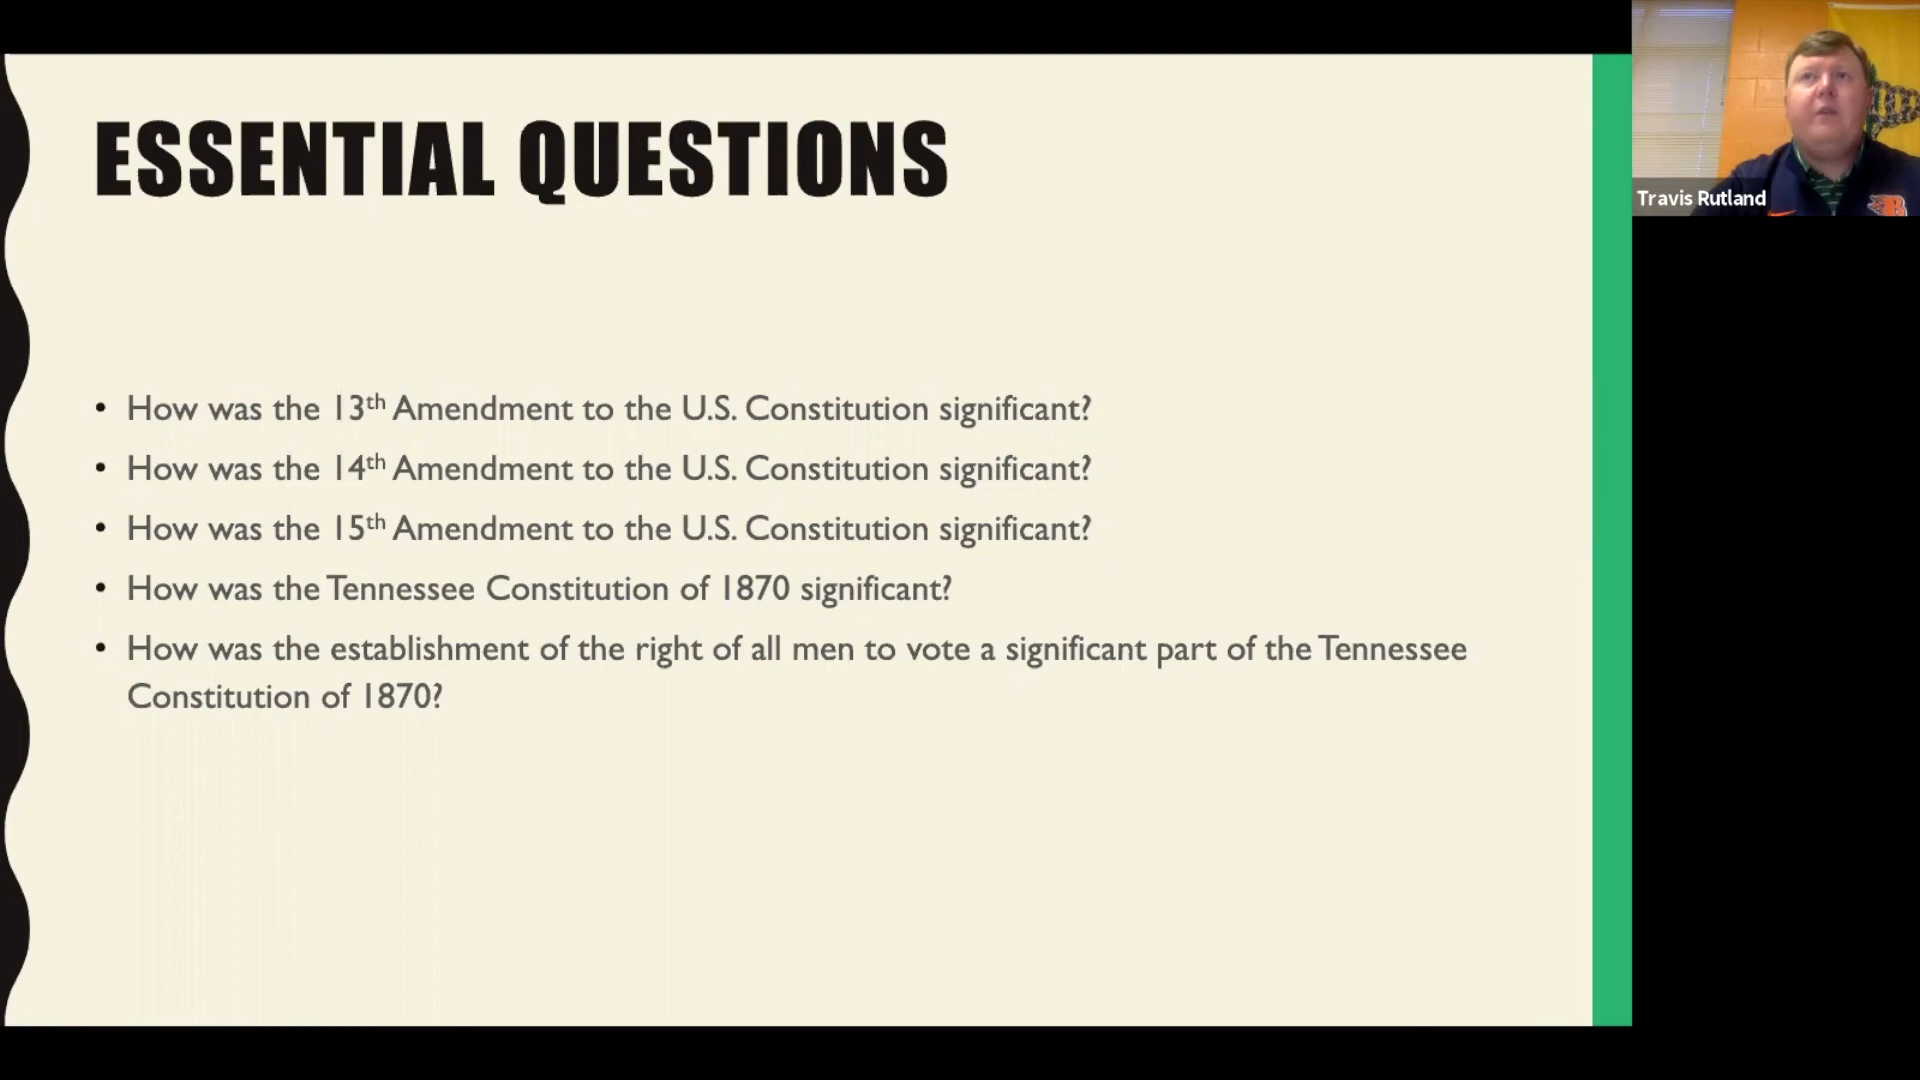 ESSENTIAL QUESTIONS
• How was the 13th Amendment to the U.S. Constitution significant?
• How was the 14th Amendment to the U.S. Constitution significant?
• How was the 15th Amendment to the U.S. Constitution significant?
• How was the Tennessee Constitution of 1870 significant?
• How was the establishment of the right of all men to vote a significant part of the Tennessee
Constitution of 1870?
Travis Rutland
B